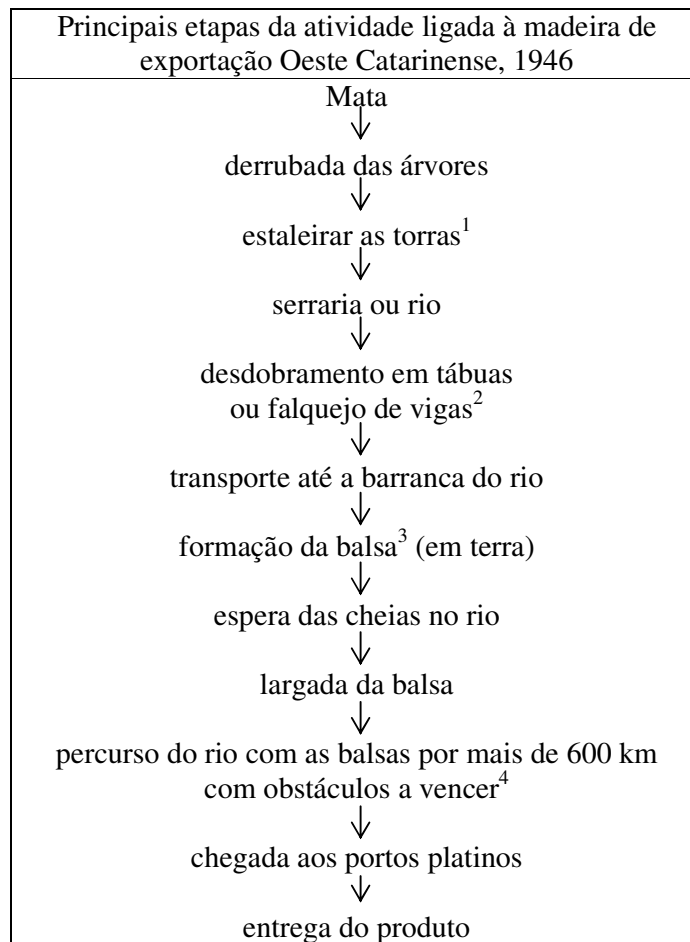 Principais etapas da atividade ligada à madeira de
exportação Oeste Catarinense, 1946
Mata
derrubada das árvores
estaleirar as torras¹
serraria ou rio
desdobramento em tábuas
ou falquejo de vigas²
transporte até a barranca do rio
formação da balsa³ (em terra)
espera das cheias no rio
largada da balsa
percurso do rio com as balsas por mais de 600 km
com obstáculos a vencer⁴
chegada aos portos platinos
entrega do produto